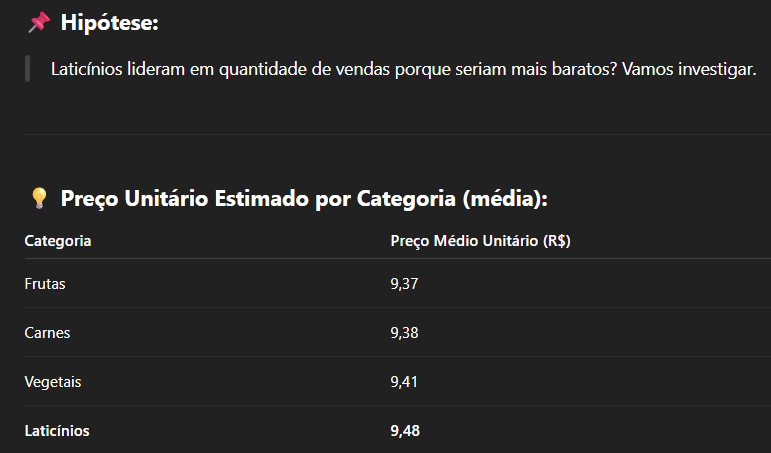 📌 Hipótese:
Laticínios lideram em quantidade de vendas porque seriam mais baratos? Vamos investigar.
💡 Preço Unitário Estimado por Categoria (média):
Categoria Preço Médio Unitário (R$)
Frutas 9,37
Carnes 9,38
Vegetais 9,41
Laticínios 9,48